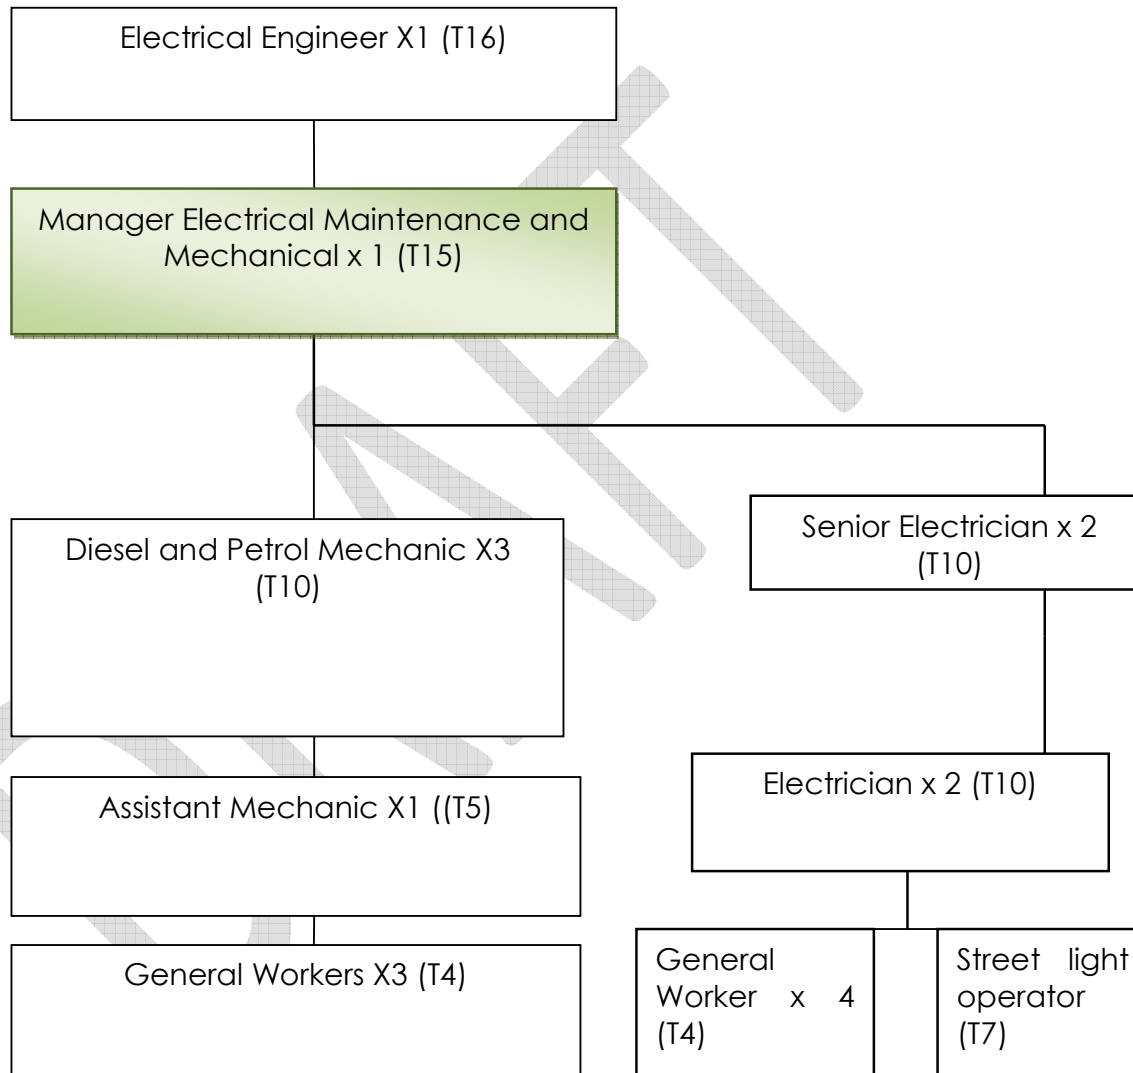 Electrical Engineer X1 (T16)
Manager Electrical Maintenance and
Mechanical x 1 (T15)
Diesel and Petrol Mechanic X3
(T10)
Senior Electrician x 2
(T10)
Assistant Mechanic X1 ((T5)
Electrician x 2 (T10)
General Workers X3 (T4)
General
Worker x 4
(T4)
Street light
operator
(T7)
DRAFT